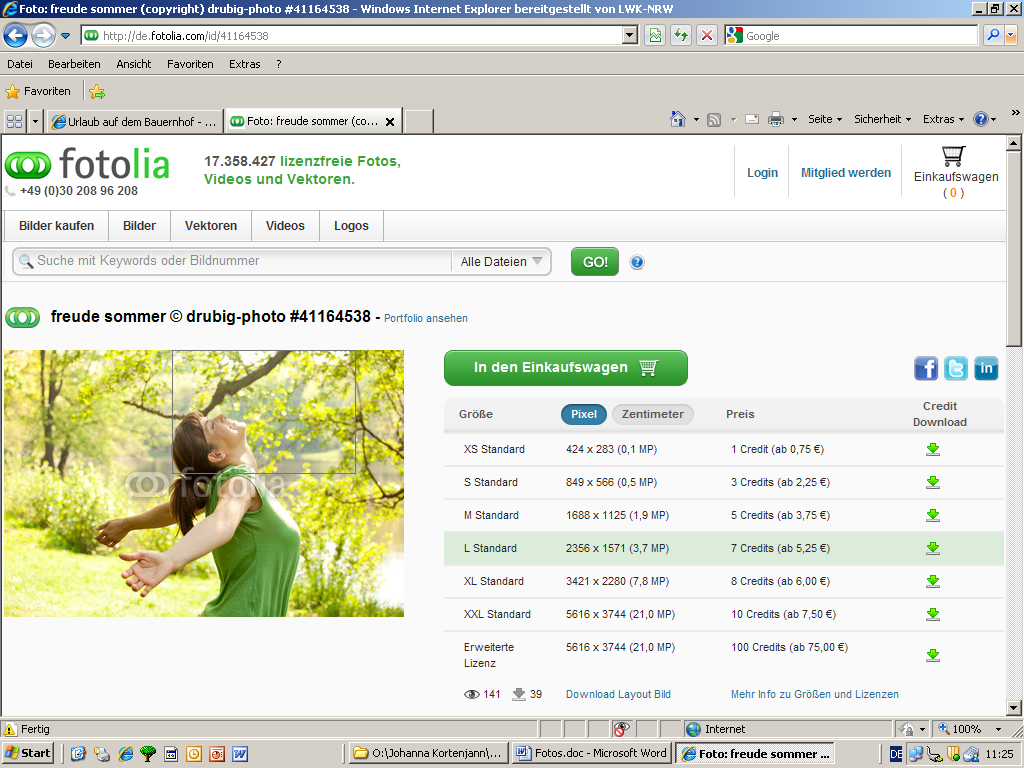 Foto: freude sommer (copyright) drubig-photo #41164538 - Windows Internet Explorer bereitgestellt von LWK-NRW
http://de.fotolia.com/id/41164538
Google
Datei Bearbeiten Ansicht Favoriten Extras ?
Favoriten
Urlaub auf dem Bauernhof - ...
Foto: freude sommer (co...
Seite Sicherheit Extras »
fotolia
+49 (0)30 208 96 208
17.358.427 lizenzfreie Fotos,
Videos und Vektoren.
Login
Mitglied werden
Einkaufswagen
( 0 )
Bilder kaufen Bilder Vektoren Videos Logos
Suche mit Keywords oder Bildnummer
Alle Dateien
GO!
?
freude sommer © drubig-photo #41164538 - Portfolio ansehen
fotolia
In den Einkaufswagen
f t in
Größe Pixel Zentimeter Preis Credit
Download
XS Standard 424 x 283 (0,1 MP) 1 Credit (ab 0,75 €)
S Standard 849 x 566 (0,5 MP) 3 Credits (ab 2,25 €)
M Standard 1688 x 1125 (1,9 MP) 5 Credits (ab 3,75 €)
L Standard 2356 x 1571 (3,7 MP) 7 Credits (ab 5,25 €)
XL Standard 3421 x 2280 (7,8 MP) 8 Credits (ab 6,00 €)
XXL Standard 5616 x 3744 (21,0 MP) 10 Credits (ab 7,50 €)
Erweiterte
Lizenz 5616 x 3744 (21,0 MP) 100 Credits (ab 75,00 €)
141 39 Download Layout Bild Mehr Info zu Größen und Lizenzen
Fertig
Internet
100%
Start
O:\Johanna Kortenjann\...
Fotos.doc - Microsoft Word
Foto: freude sommer ...
DE
11:25